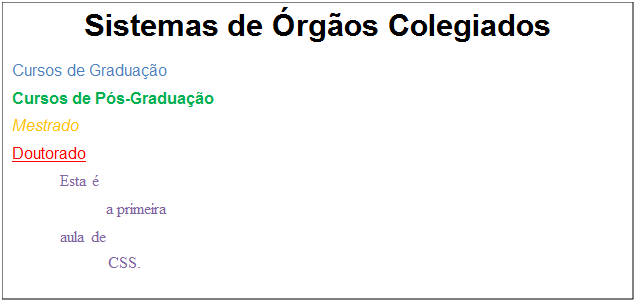 Sistemas de Órgãos Colegiados
Cursos de Graduação
Cursos de Pós-Graduação
Mestrado
Doutorado
Esta é
a primeira
aula de
CSS.